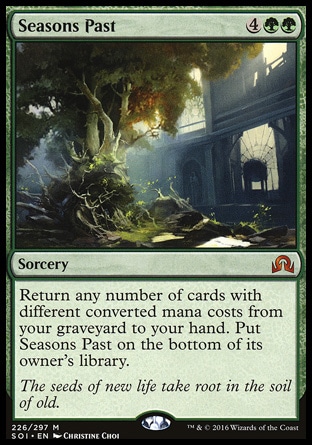 Seasons Past 4
Sorcery
Return any number of cards with
different converted mana costs from
your graveyard to your hand. Put
Seasons Past on the bottom of its
owner's library.
The seeds of new life take root in the soil
of old.
226/297 M
SOI • EN Christine Choi
™ & © 2016 Wizards of the Coast